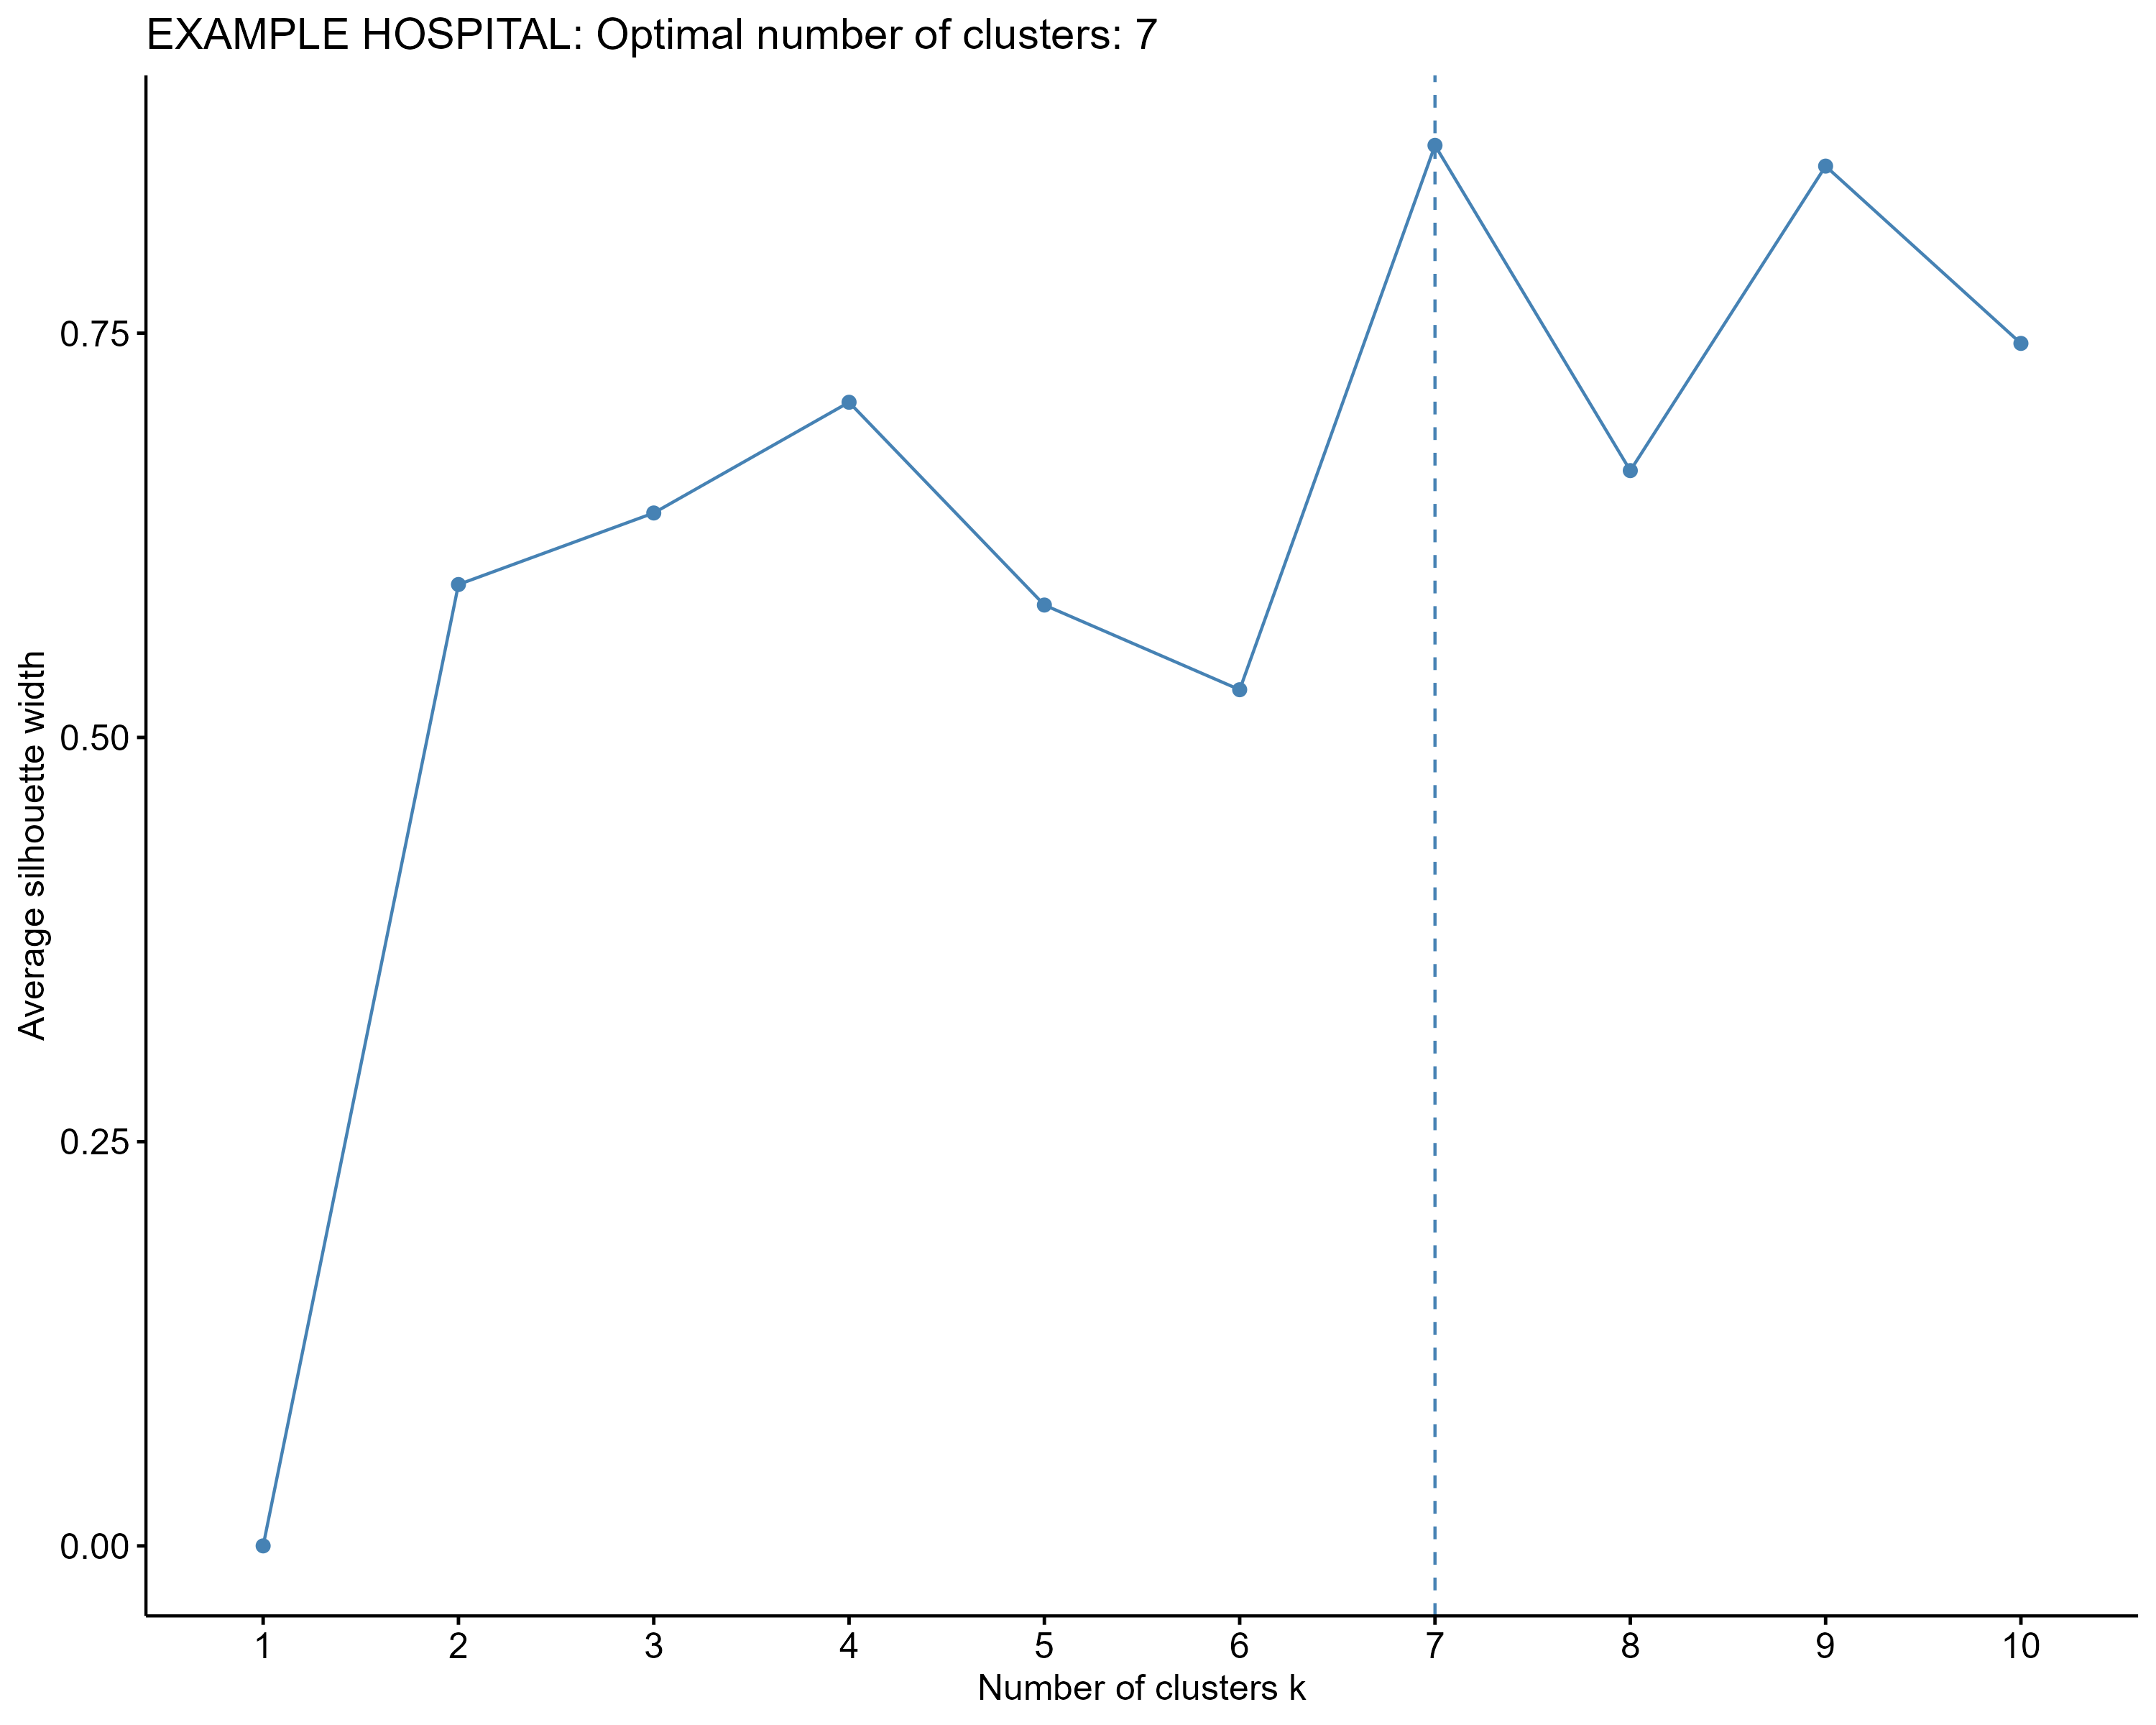 EXAMPLE HOSPITAL: Optimal number of clusters: 7
Average silhouette width
0.75
0.50
0.25
0.00
1 2 3 4 5 6 7 8 9 10
Number of clusters k